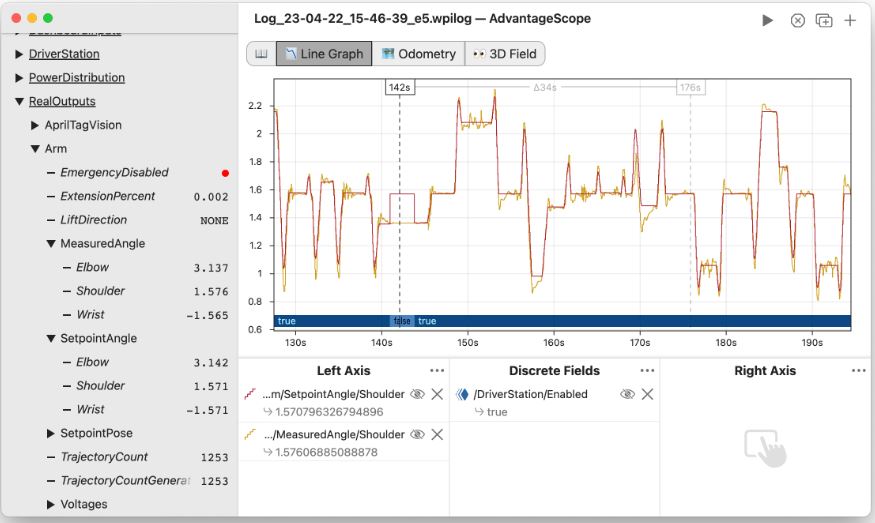 Log_23-04-22_15-46-39_e5.wpilog — AdvantageScope
DriverStation
PowerDistribution
RealOutputs
AprilTagVision
Arm
EmergencyDisabled
ExtensionPercent 0.002
LiftDirection NONE
MeasuredAngle
Elbow 3.137
Shoulder 1.576
Wrist -1.565
SetpointAngle
Elbow 3.142
Shoulder 1.571
Wrist -1.571
SetpointPose
TrajectoryCount 1253
TrajectoryCountGenera 1253
Voltages
Line Graph Odometry 3D Field
142s Δ34s 176s
2.2
2
1.8
1.6
1.4
1.2
1
0.8
0.6
true false true
130s 140s 150s 160s 170s 180s 190s
Left Axis ··· Discrete Fields ··· Right Axis ···
...m/SetpointAngle/Shoulder
1.570796326794896
.../MeasuredAngle/Shoulder
1.57606885088878
/DriverStation/Enabled
true